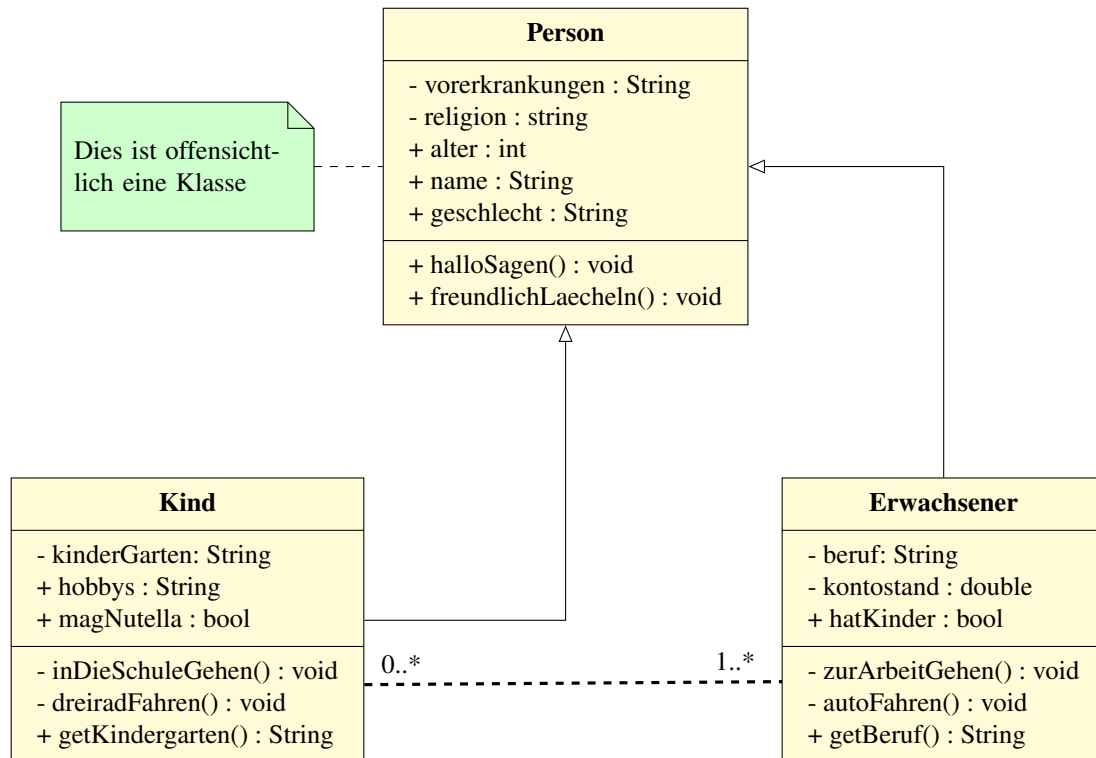 Person
- vorerkrankungen : String
- religion : string
+ alter : int
+ name : String
+ geschlecht : String
+ halloSagen() : void
+ freundlichLaecheln() : void
Dies ist offensicht-
lich eine Klasse
Kind
- kinderGarten: String
+ hobbys : String
+ magNutella : bool
- inDieSchuleGehen() : void
- dreiradFahren() : void
+ getKindergarten() : String
0..*
1..*
Erwachsener
- beruf: String
- kontostand : double
+ hatKinder : bool
- zurArbeitGehen() : void
- autoFahren() : void
+ getBeruf() : String